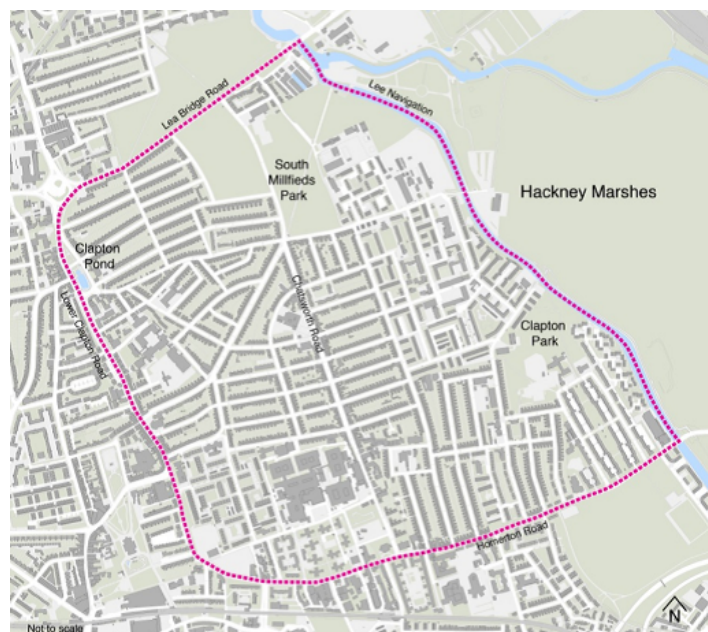 Lea Bridge Road
Lee Navigation
South
Millfieds
Park
Hackney Marshes
Clapton
Pond
Chatsworth Road
Lower Clapton Road
Clapton
Park
Homerton Road
N
Not to scale